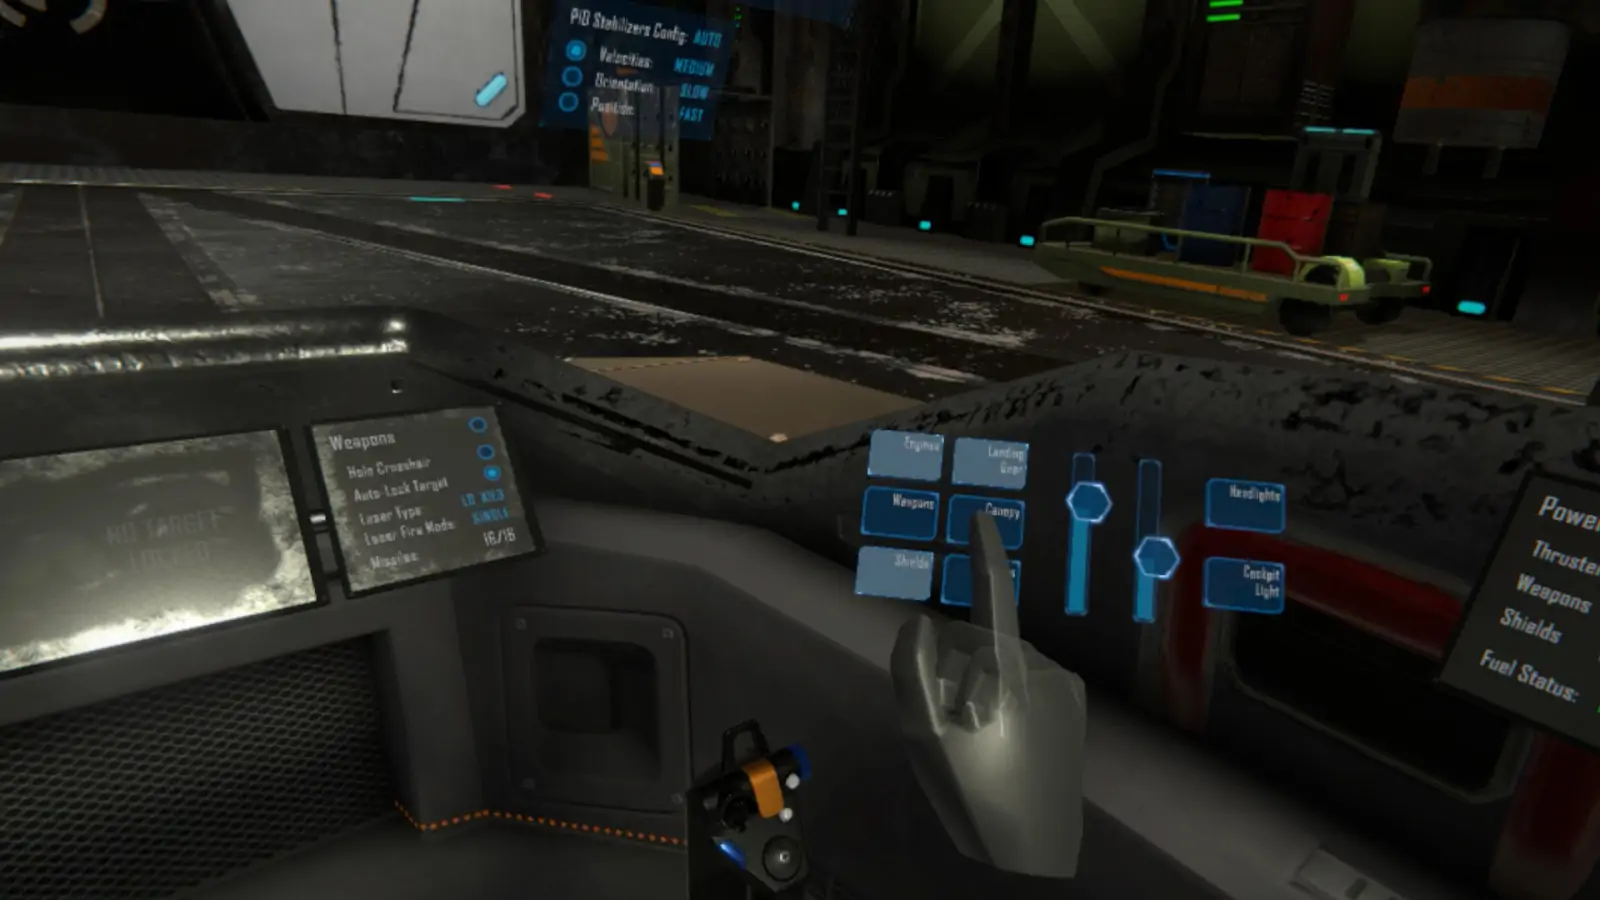 PID Stabilizers Config: AUTO
Velocities: MEDIUM
Orientation: SLOW
Position: FAST
NO TARGET
LOCKED
Weapons
Holo Crosshair
Auto-Lock Target
Laser Type:
Laser Fire Mode: SINGLE
Missiles: 16/16
Engines
Landing
Gear
Weapons
Canopy
Shields
Headlights
Cockpit
Light
Power
Thruster
Weapons
Shields
Fuel Status: